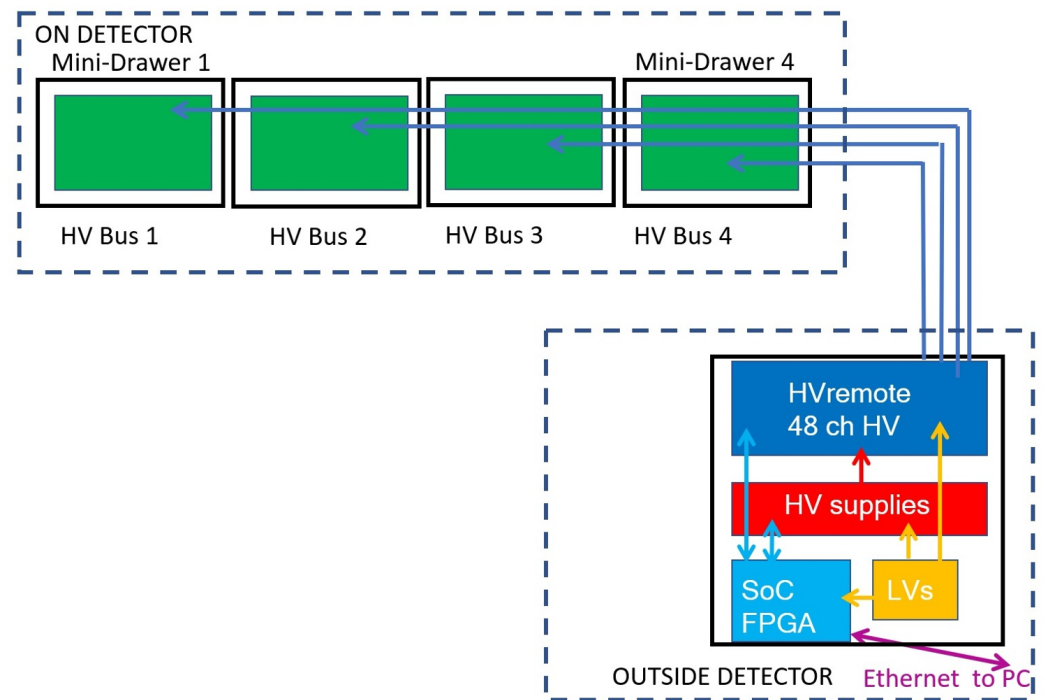 ON DETECTOR
Mini-Drawer 1
Mini-Drawer 4
HV Bus 1
HV Bus 2
HV Bus 3
HV Bus 4
HVremote
48 ch HV
HV supplies
SoC
FPGA
LVs
OUTSIDE DETECTOR
Ethernet to PC